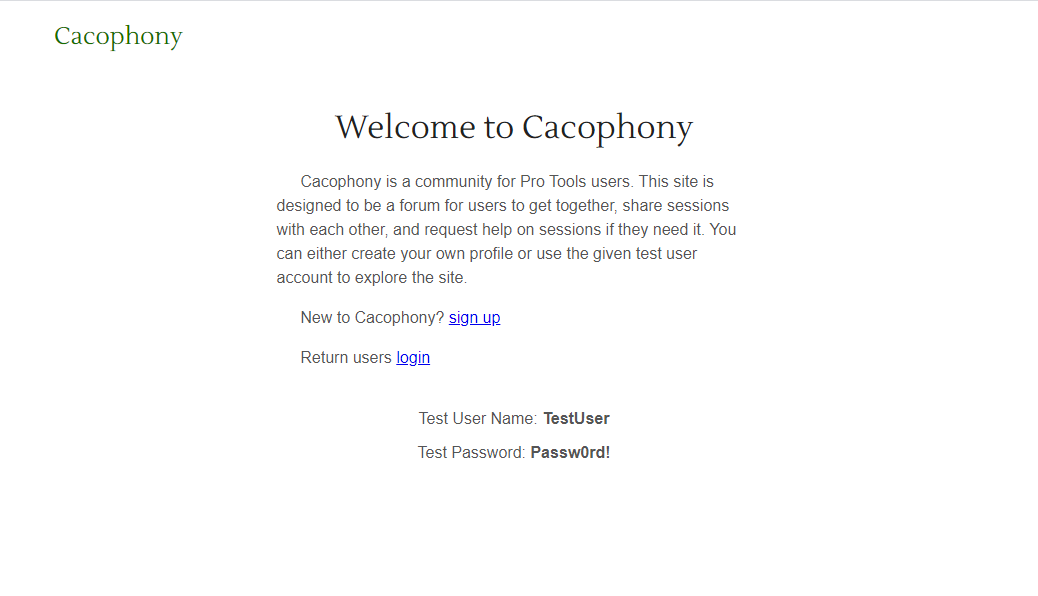 Cacophony
Welcome to Cacophony
Cacophony is a community for Pro Tools users. This site is
designed to be a forum for users to get together, share sessions
with each other, and request help on sessions if they need it. You
can either create your own profile or use the given test user
account to explore the site.
New to Cacophony? sign up
Return users login
Test User Name: TestUser
Test Password: Passw0rd!